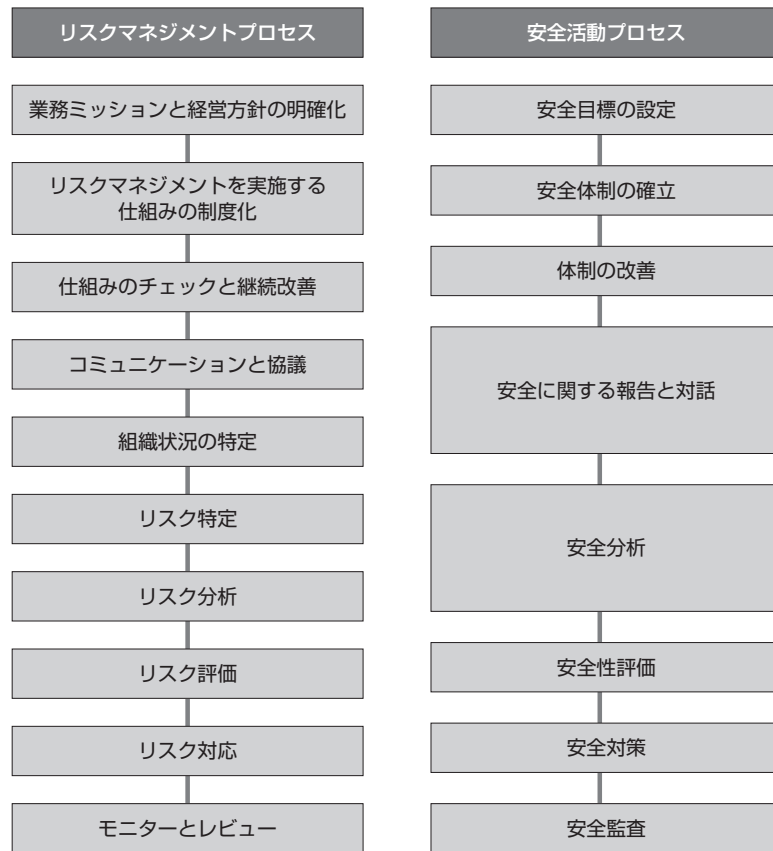 リスクマネジメントプロセス
業務ミッションと経営方針の明確化
リスクマネジメントを実施する
仕組みの制度化
仕組みのチェックと継続改善
コミュニケーションと協議
組織状況の特定
リスク特定
リスク分析
リスク評価
リスク対応
モニターとレビュー
安全活動プロセス
安全目標の設定
安全体制の確立
体制の改善
安全に関する報告と対話
安全分析
安全性評価
安全対策
安全監査